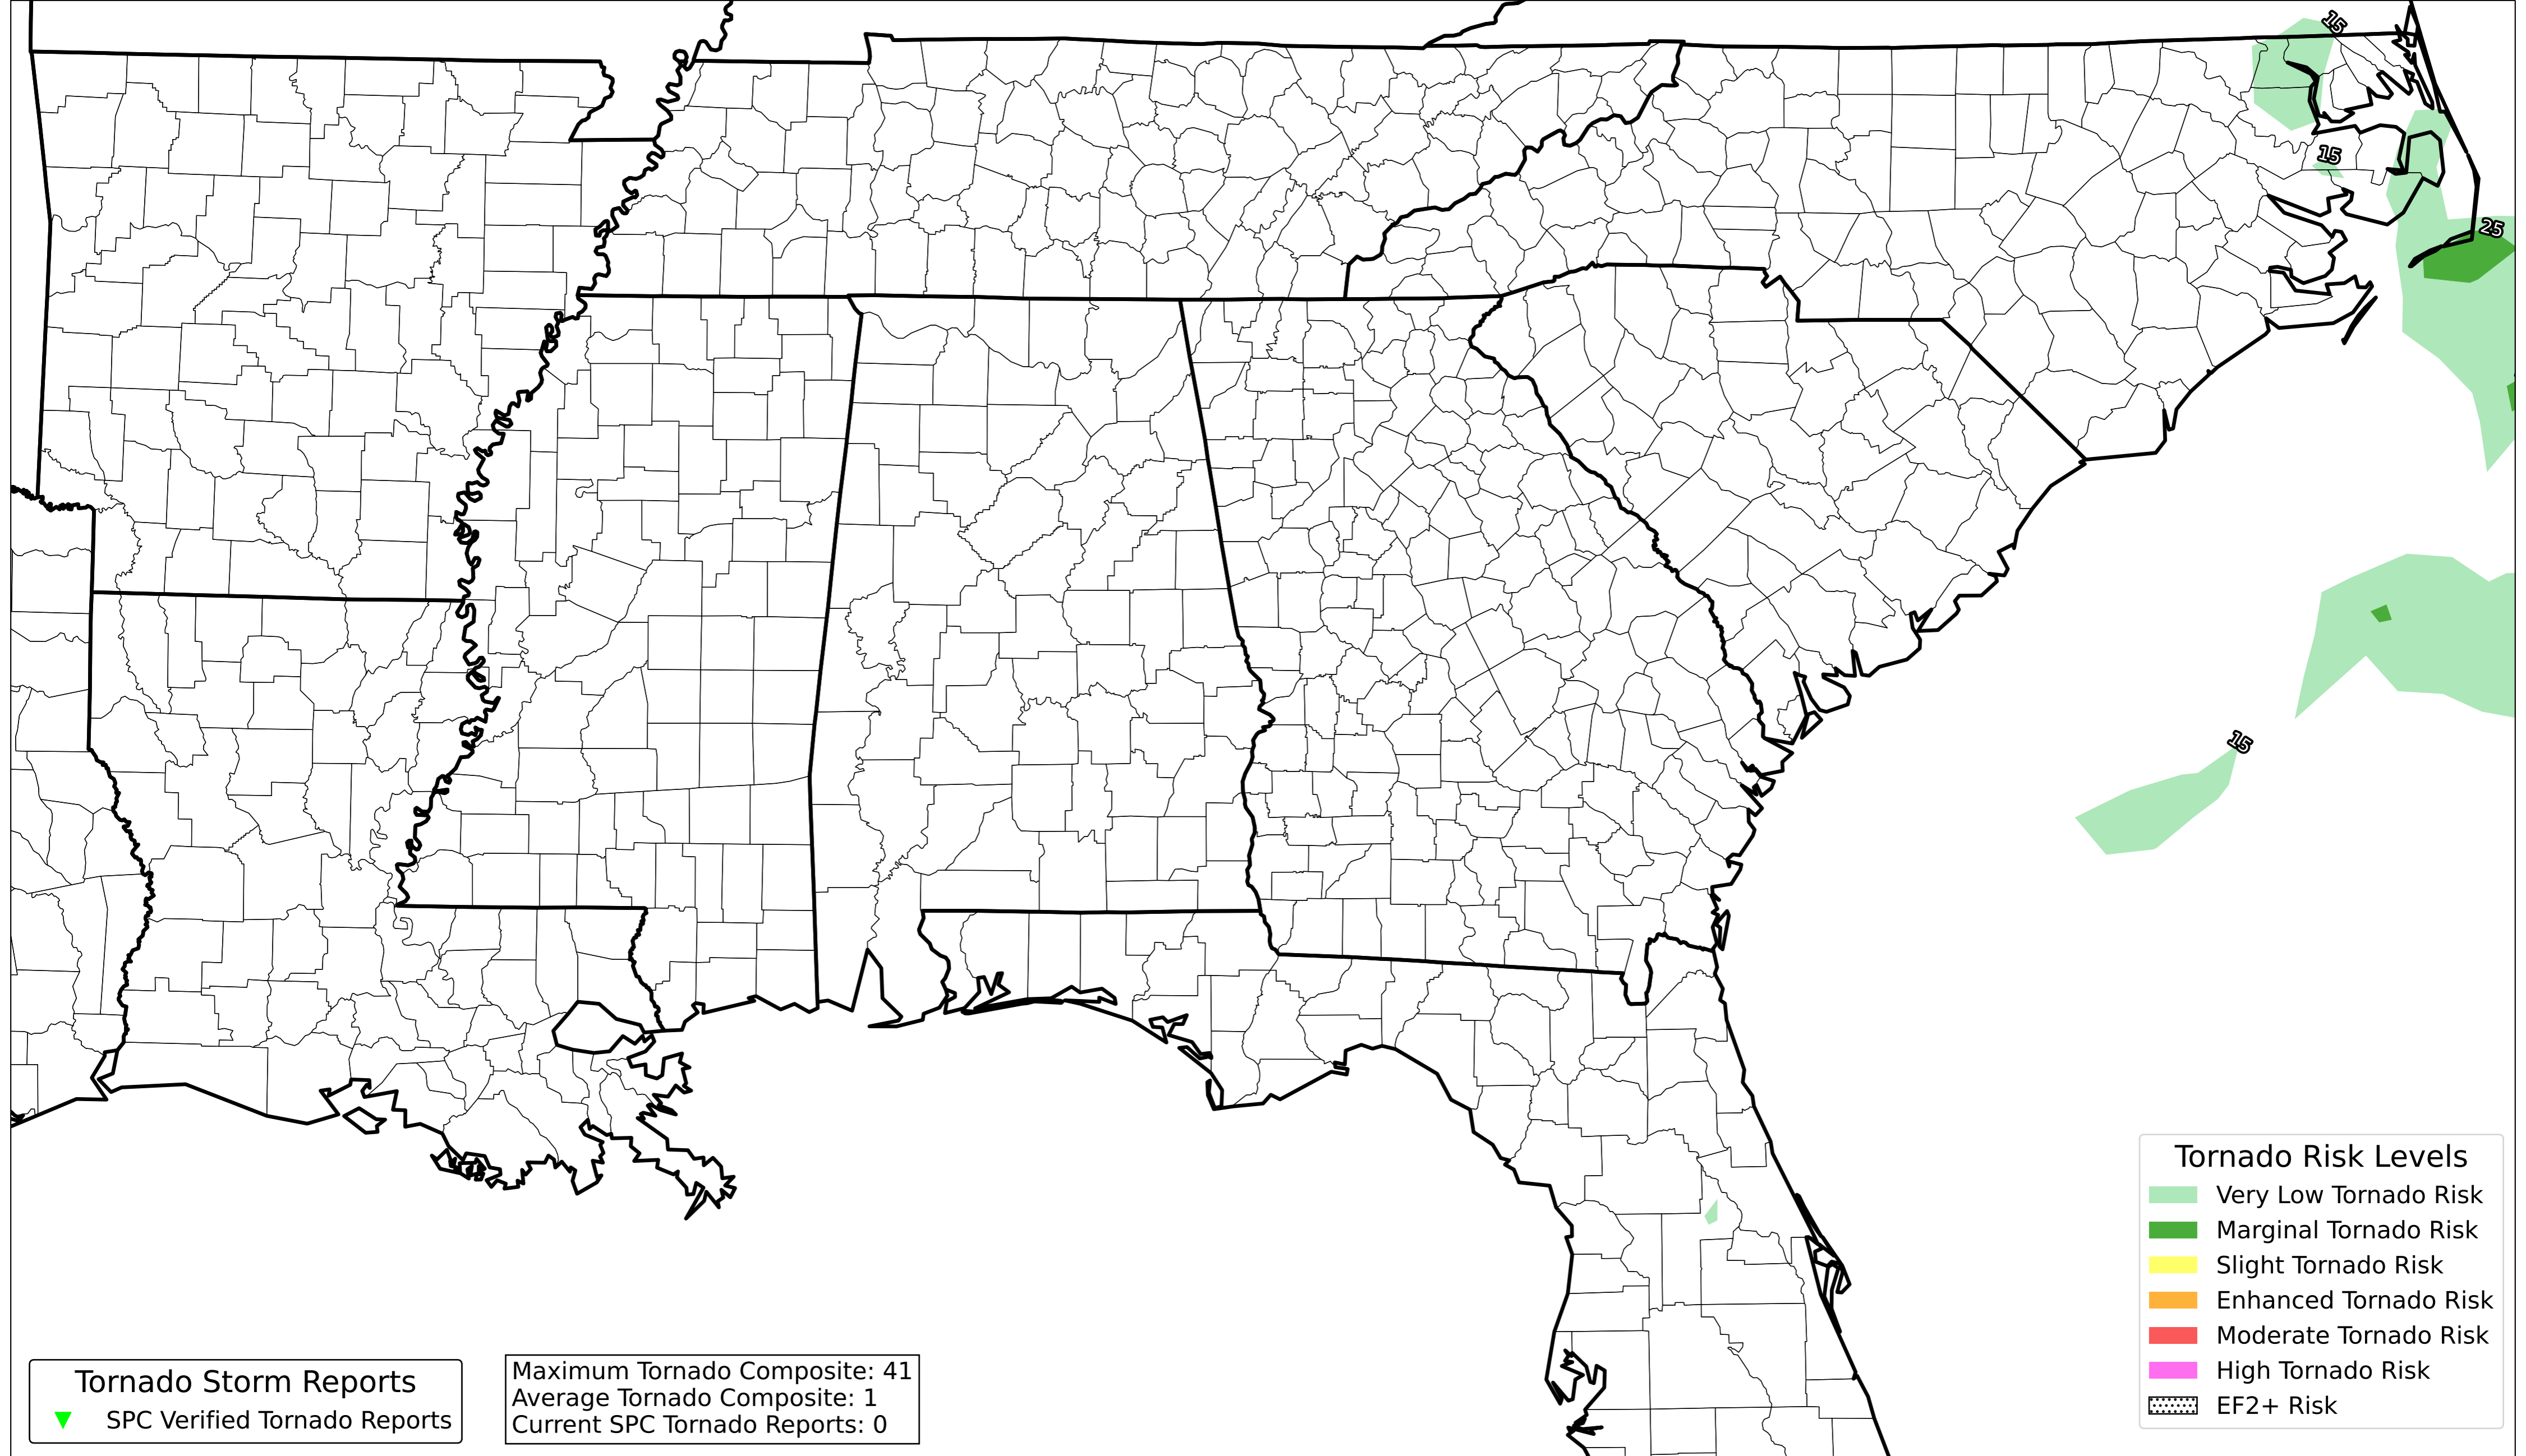 15
15
25
15
Tornado Risk Levels
Very Low Tornado Risk
Marginal Tornado Risk
Slight Tornado Risk
Enhanced Tornado Risk
Moderate Tornado Risk
High Tornado Risk
EF2+ Risk
Tornado Storm Reports
SPC Verified Tornado Reports
Maximum Tornado Composite: 41
Average Tornado Composite: 1
Current SPC Tornado Reports: 0